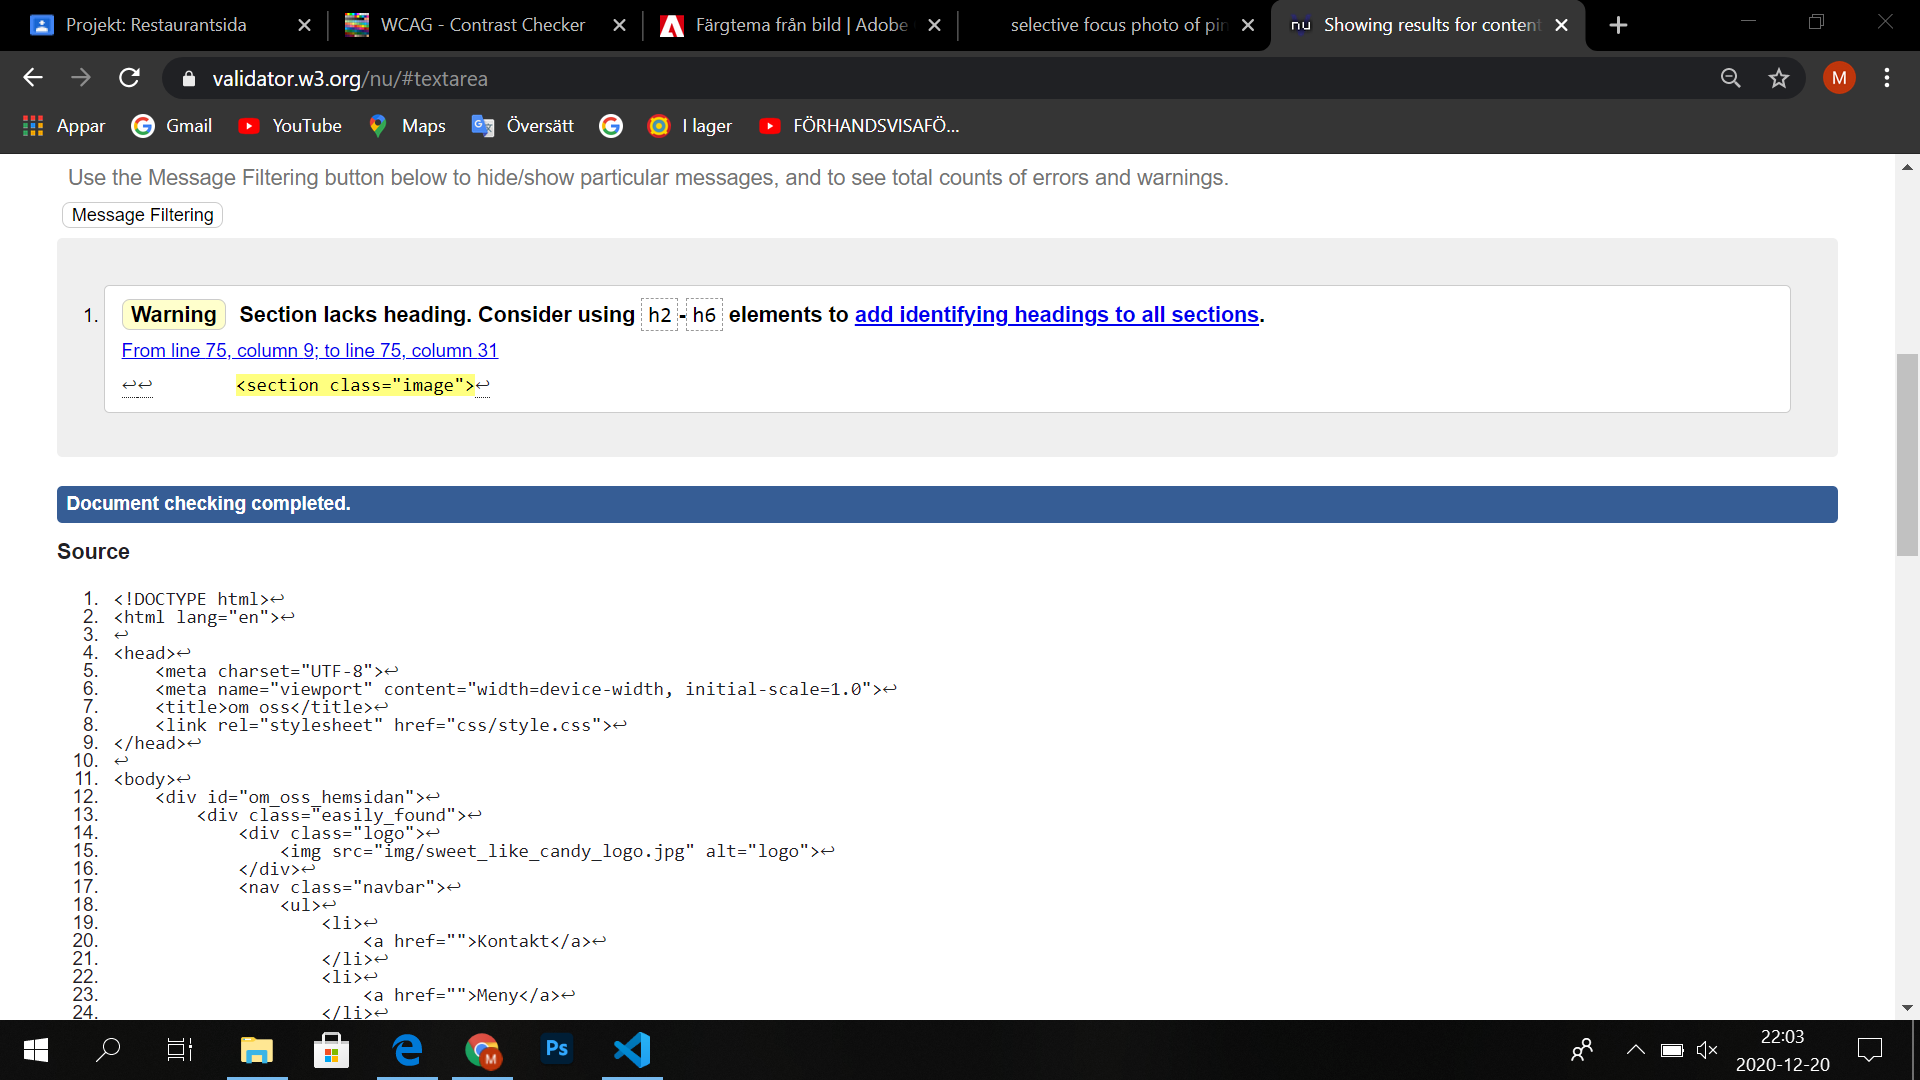 Projekt: Restaurantsida
WCAG - Contrast Checker
Färgtema från bild | Adobe
selective focus photo of pin
nu Showing results for content
validator.w3.org/nu/#textarea
M
Appar
Gmail
YouTube
Maps
Översätt
I lager
FÖRHANDSVISAFÖ...
Use the Message Filtering button below to hide/show particular messages, and to see total counts of errors and warnings.
Message Filtering
1. Warning Section lacks heading. Consider using h2-h6 elements to add identifying headings to all sections.
From line 75, column 9; to line 75, column 31
↩↩ <section class="image">↩
Document checking completed.
Source
1. <!DOCTYPE html>↩
2. <html lang="en">↩
3. ↩
4. <head>↩
5. <meta charset="UTF-8">↩
6. <meta name="viewport" content="width=device-width, initial-scale=1.0">↩
7. <title>om oss</title>↩
8. <link rel="stylesheet" href="css/style.css">↩
9. </head>↩
10. ↩
11. <body>↩
12. <div id="om_oss_hemsidan">↩
13. <div class="easily_found">↩
14. <div class="logo">↩
15. <img src="img/sweet_like_candy_logo.jpg" alt="logo">↩
16. </div>↩
17. <nav class="navbar">↩
18. <ul>↩
19. <li>↩
20. <a href="">Kontakt</a>↩
21. </li>↩
22. <li>↩
23. <a href="">Meny</a>↩
24. </li>↩
M
Ps
22:03
2020-12-20